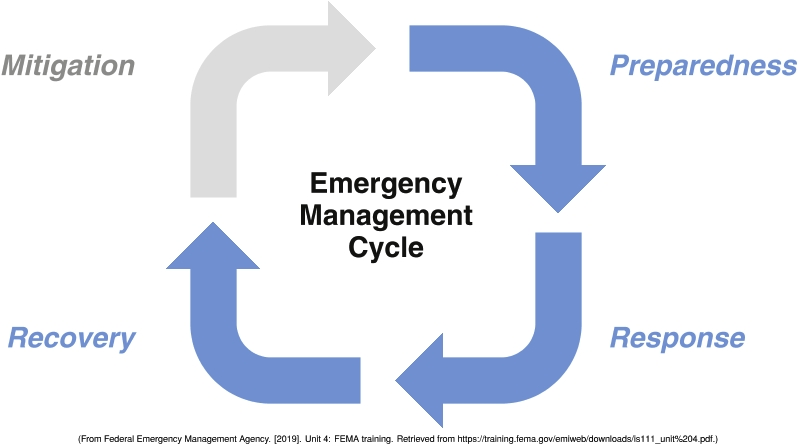 Mitigation
Preparedness
Emergency
Management
Cycle
Recovery
Response
(From Federal Emergency Management Agency. [2019]. Unit 4: FEMA training. Retrieved from https://training.fema.gov/emiweb/downloads/is111_unit%204.pdf.)